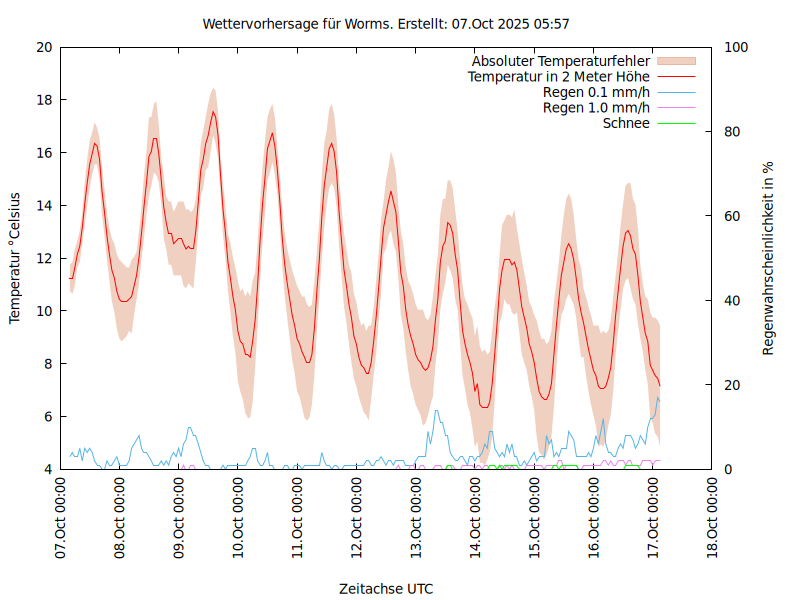 Wettervorhersage für Worms. Erstellt: 07.Oct 2025 05:57
Absoluter Temperaturfehler
Temperatur in 2 Meter Höhe
Regen 0.1 mm/h
Regen 1.0 mm/h
Schnee
Temperatur °Celsius
20
18
16
14
12
10
8
6
4
100
80
60
40
20
0
Regenwahrscheinlichkeit in %
07.Oct 00:00
08.Oct 00:00
09.Oct 00:00
10.Oct 00:00
11.Oct 00:00
12.Oct 00:00
13.Oct 00:00
14.Oct 00:00
15.Oct 00:00
16.Oct 00:00
17.Oct 00:00
18.Oct 00:00
Zeitachse UTC